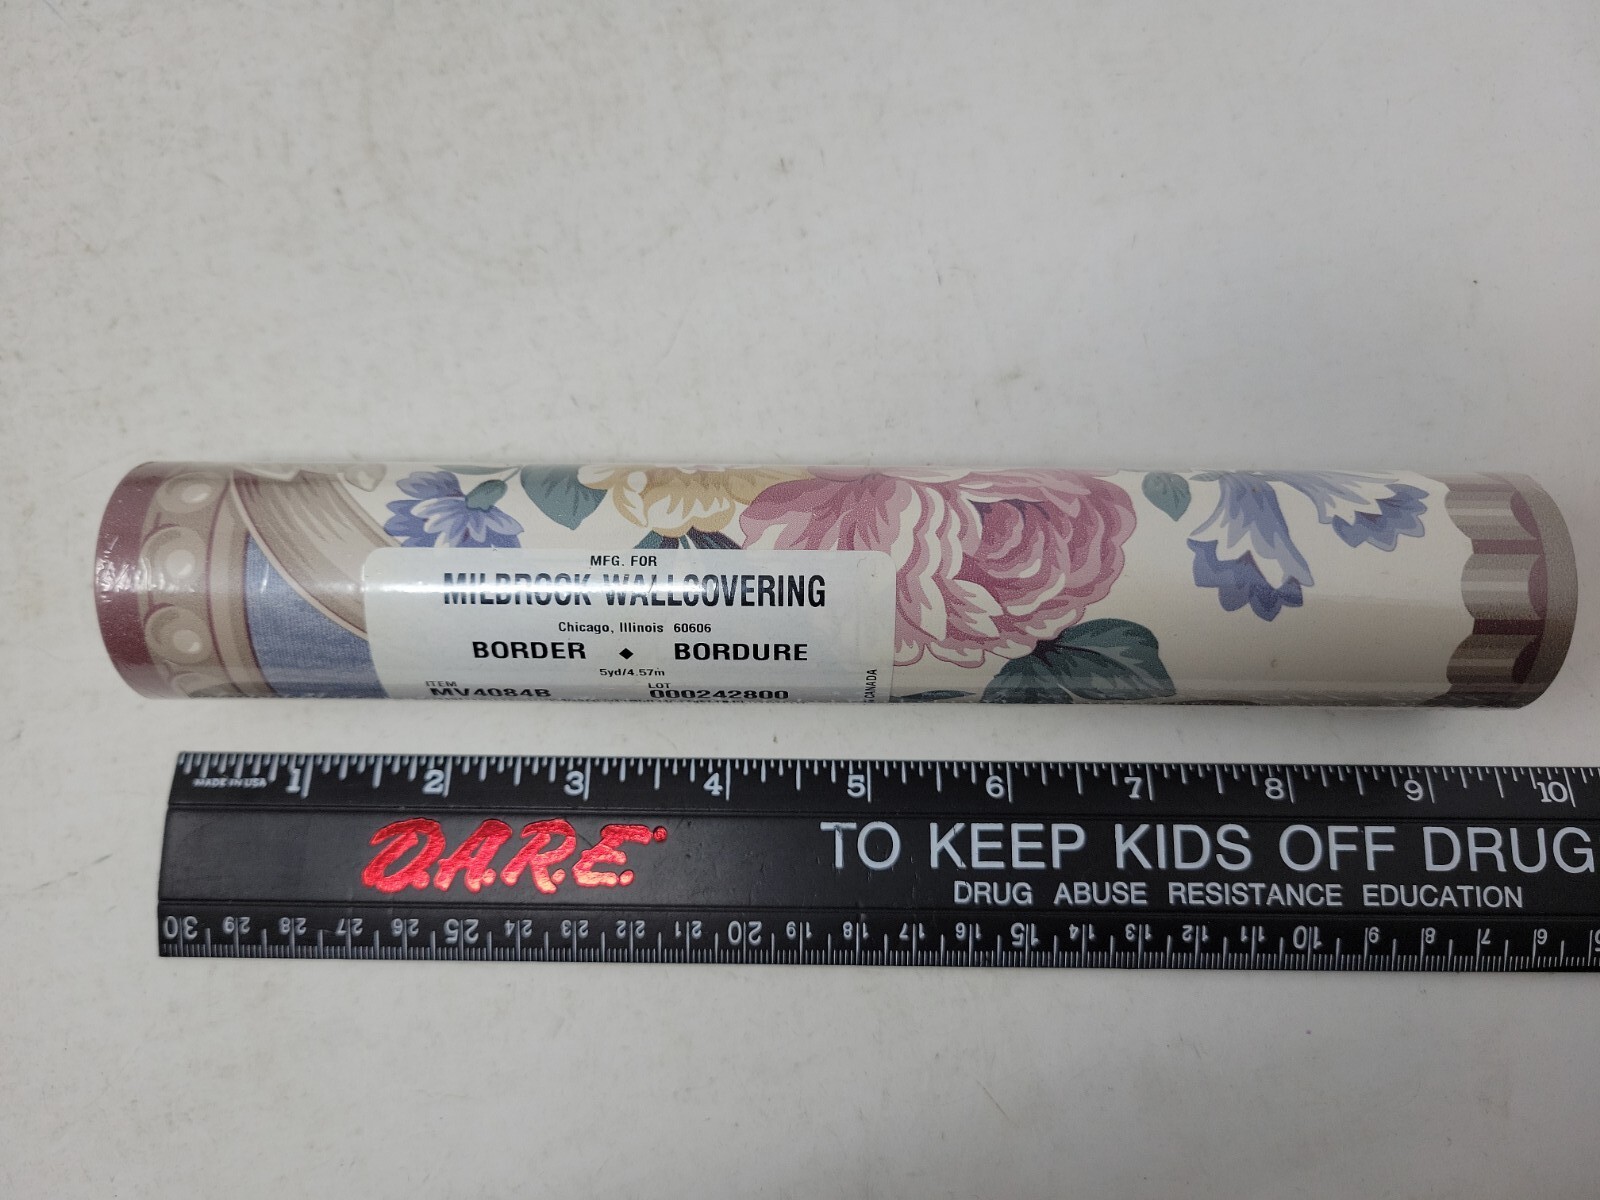 MFG. FOR
MILBROOK WALLCOVERING
Chicago, Illinois 60606
BORDER ◆ BORDURE
5yd/4.57m
ITEM LOT
MV4084B 000242800
CANADA
1 2 3 4 5 6 7 8 9 10
MADE IN USA
D.A.R.E.®
TO KEEP KIDS OFF DRUG
DRUG ABUSE RESISTANCE EDUCATION
30 29 28 27 26 25 24 23 22 21 20 19 18 17 16 15 14 13 12 11 10 9 8 7 6 5